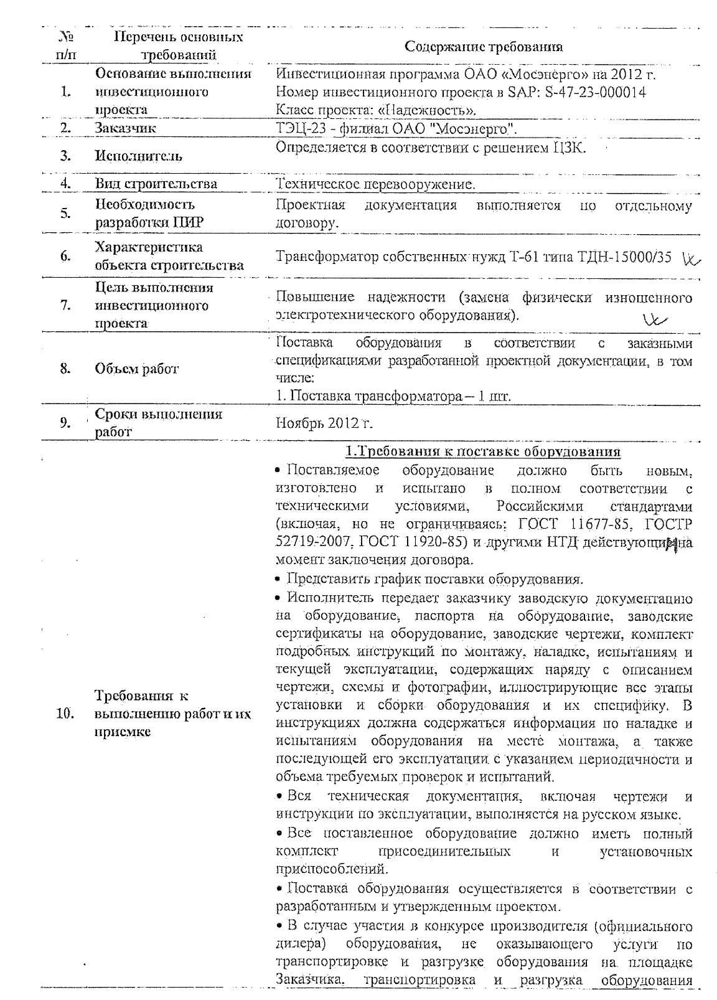 № Перечень основных Содержание требования
п/п требований
Основание выполнения Инвестиционная программа ОАО «Мосэнерго» на 2012 г.
1. инвестиционного Номер инвестиционного проекта в SAP: S-47-23-000014
проекта Класс проекта: «Надежность».
2. Заказчик ТЭЦ-23 - филиал ОАО "Мосэнерго".
3. Исполнитель Определяется в соответствии с решением ЦЗК.
4. Вид строительства Техническое перевооружение.
5. Необходимость Проектная документация выполняется по отдельному
разработки ПИР договору.
6. Характеристика
объекта строительства Трансформатор собственных нужд Т-61 типа ТДН-15000/35
Цель выполнения
7. инвестиционного Повышение надежности (замена физически изношенного
проекта электротехнического оборудования).
8. Объем работ Поставка оборудования в соответствии с заказными
спецификациями разработанной проектной документации, в том
числе:
1. Поставка трансформатора– 1 шт.
9. Сроки выполнения
работ Ноябрь 2012 г.
1.Требования к поставке оборудования
• Поставляемое оборудование должно быть новым,
изготовлено и испытано в полном соответствии с
техническими условиями, Российскими стандартами
(включая, но не ограничиваясь: ГОСТ 11677-85, ГОСТР
52719-2007, ГОСТ 11920-85) и другими НТД действующими на
момент заключения договора.
• Представить график поставки оборудования.
• Исполнитель передает заказчику заводскую документацию
на оборудование, паспорта на оборудование, заводские
сертификаты на оборудование, заводские чертежи, комплект
подробных инструкций по монтажу, наладке, испытаниям и
текущей эксплуатации, содержащих наряду с описанием
чертежи, схемы и фотографии, иллюстрирующие все этапы
установки и сборки оборудования и их специфику. В
инструкциях должна содержаться информация по наладке и
испытаниям оборудования на месте монтажа, а также
последующей его эксплуатации с указанием периодичности и
объема требуемых проверок и испытаний.
10. Требования к
выполнению работ и их
приемке
• Вся техническая документация, включая чертежи и
инструкции по эксплуатации, выполняется на русском языке.
• Все поставленное оборудование должно иметь полный
комплект присоединительных и установочных
приспособлений.
• Поставка оборудования осуществляется в соответствии с
разработанным и утвержденным проектом.
• В случае участия в конкурсе производителя (официального
дилера) оборудования, не оказывающего услуги по
транспортировке и разгрузке оборудования на площадке
Заказчика, транспортировка и разгрузка оборудования